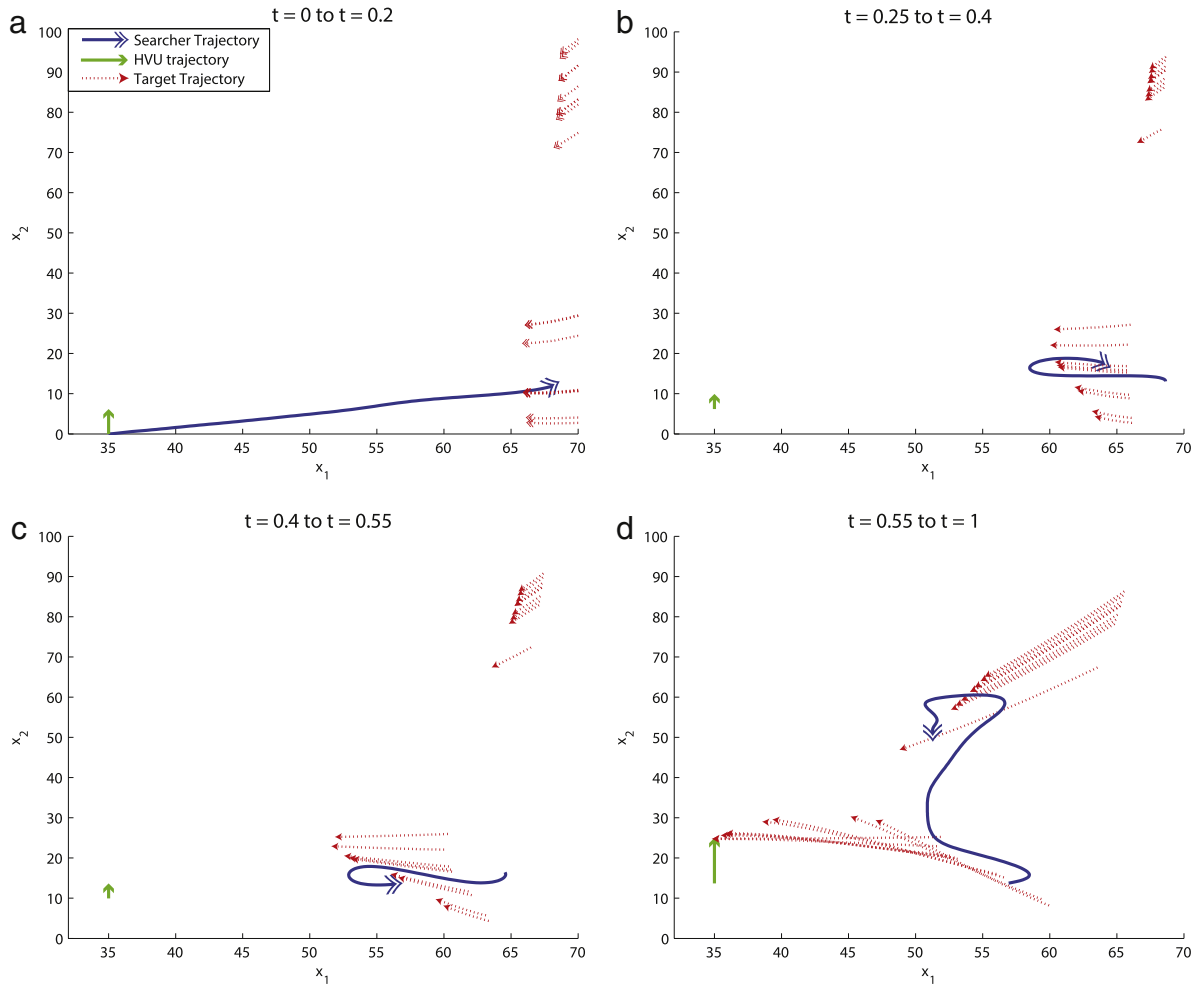 a
t = 0 to t = 0.2
100
90
80
70
60
50
40
30
20
10
0
x2
Searcher Trajectory
HVU trajectory
Target Trajectory
35 40 45 50 55 60 65 70
x1
b
t = 0.25 to t = 0.4
100
90
80
70
60
50
40
30
20
10
0
x2
35 40 45 50 55 60 65 70
x1
c
t = 0.4 to t = 0.55
100
90
80
70
60
50
40
30
20
10
0
x2
35 40 45 50 55 60 65 70
x1
d
t = 0.55 to t = 1
100
90
80
70
60
50
40
30
20
10
0
x2
35 40 45 50 55 60 65 70
x1